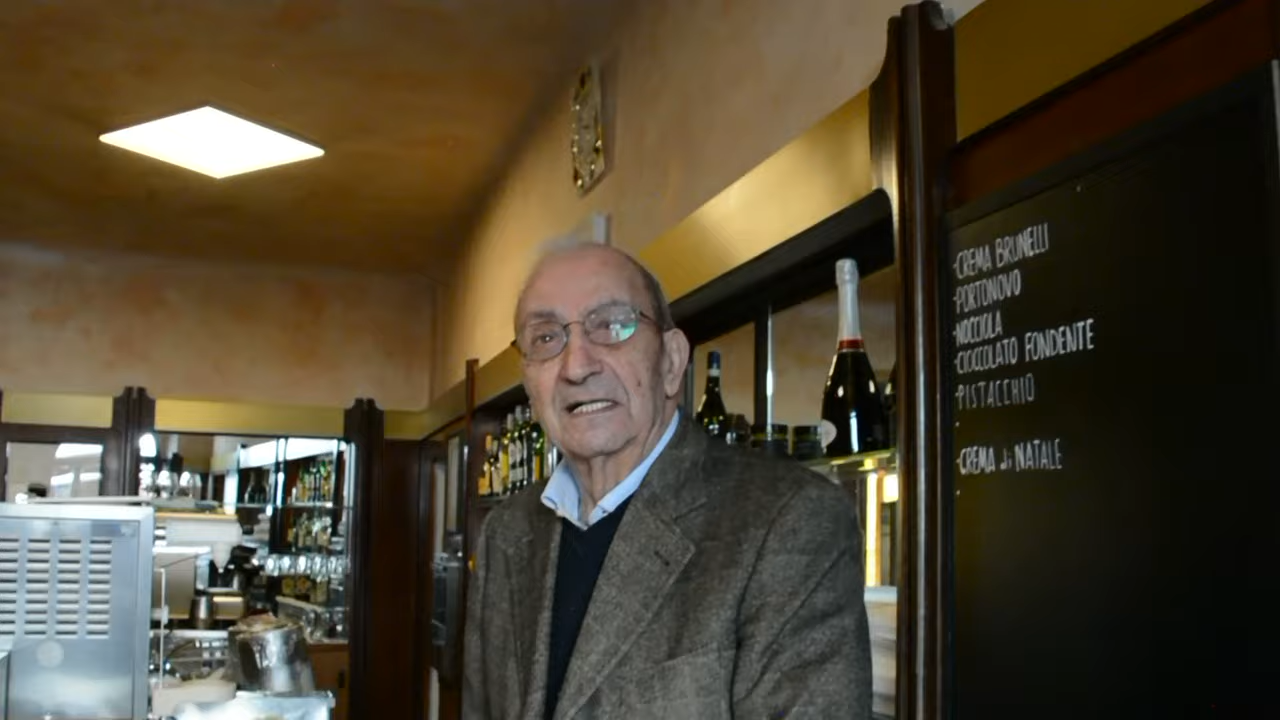 -CREMA BRUNELLI
-PORTONOVO
-NOCCIOLA
-CIOCCOLATO FONDENTE
-PISTACCHIO
-
-CREMA di NATALE
-